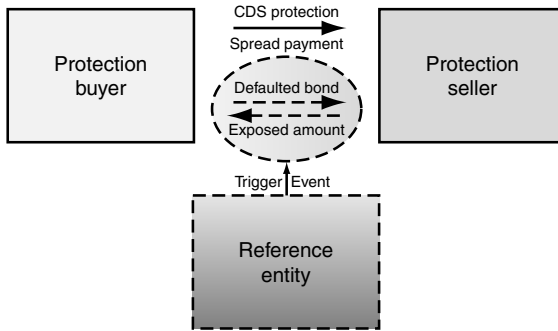 CDS protection
Spread payment
Protection
buyer
Defaulted bond
Exposed amount
Protection
seller
Trigger Event
Reference
entity